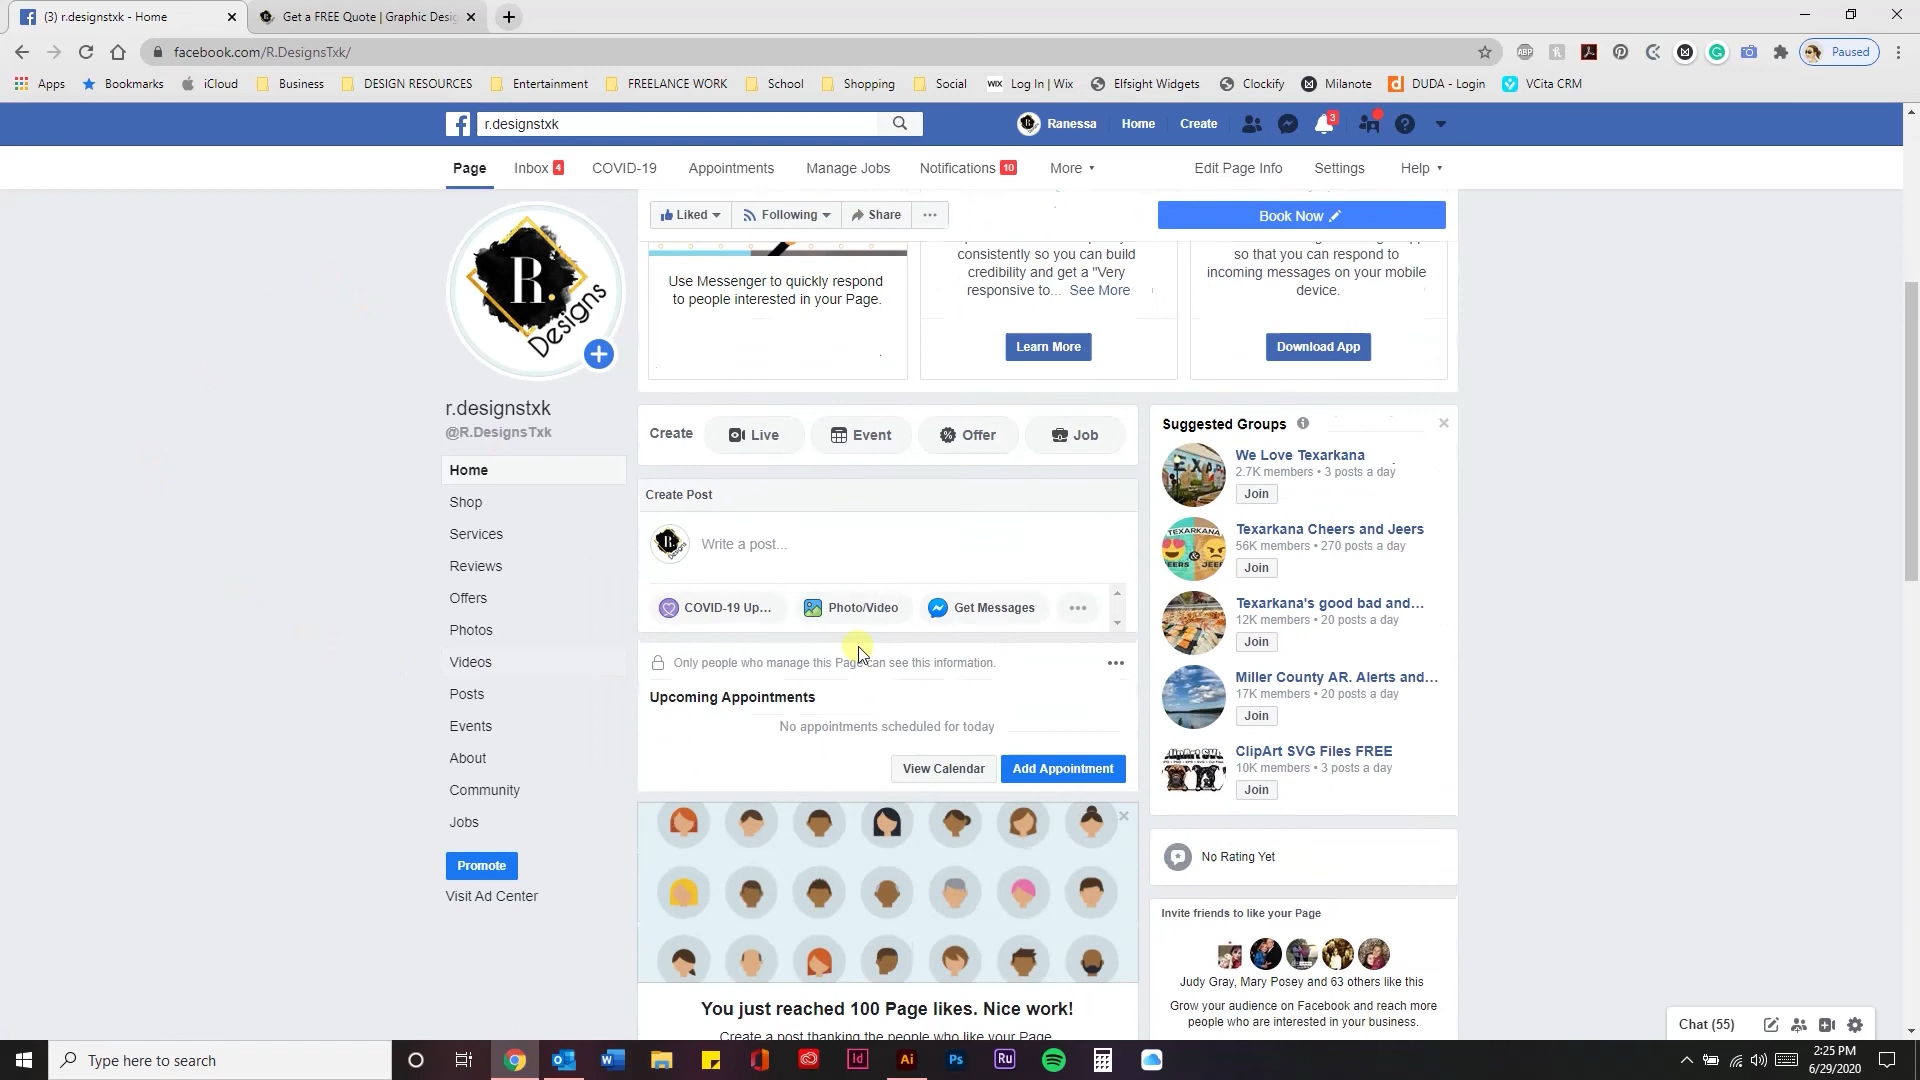 (3) r.designstxk - Home
Get a FREE Quote | Graphic Desig
facebook.com/R.DesignsTxk/
Paused
Apps
Bookmarks
iCloud
Business
DESIGN RESOURCES
Entertainment
FREELANCE WORK
School
Shopping
Social
WIX Log In | Wix
Elfsight Widgets
Clockify
Milanote
DUDA - Login
VCita CRM
r.designstxk
Ranessa
Home
Create
3
Page
Inbox 4
COVID-19
Appointments
Manage Jobs
Notifications 10
More
Edit Page Info
Settings
Help
Liked
Following
Share
Book Now
R.
Designs
Use Messenger to quickly respond
to people interested in your Page.
consistently so you can build
credibility and get a "Very
responsive to... See More
Learn More
so that you can respond to
incoming messages on your mobile
device.
Download App
r.designstxk
@R.DesignsTxk
Home
Shop
Services
Reviews
Offers
Photos
Videos
Posts
Events
About
Community
Jobs
Promote
Visit Ad Center
Create
Live
Event
Offer
Job
Create Post
Write a post...
COVID-19 Up...
Photo/Video
Get Messages
Only people who manage this Page can see this information.
Upcoming Appointments
No appointments scheduled for today
View Calendar
Add Appointment
You just reached 100 Page likes. Nice work!
Create a post thanking the people who like your Page
Suggested Groups
We Love Texarkana
2.7K members • 3 posts a day
Join
Texarkana Cheers and Jeers
56K members • 270 posts a day
Join
Texarkana's good bad and...
12K members • 20 posts a day
Join
Miller County AR. Alerts and...
17K members • 20 posts a day
Join
ClipArt SVG Files FREE
10K members • 3 posts a day
Join
No Rating Yet
Invite friends to like your Page
Judy Gray, Mary Posey and 63 others like this
Grow your audience on Facebook and reach more
people who are interested in your business.
Chat (55)
Type here to search
2:25 PM
6/29/2020